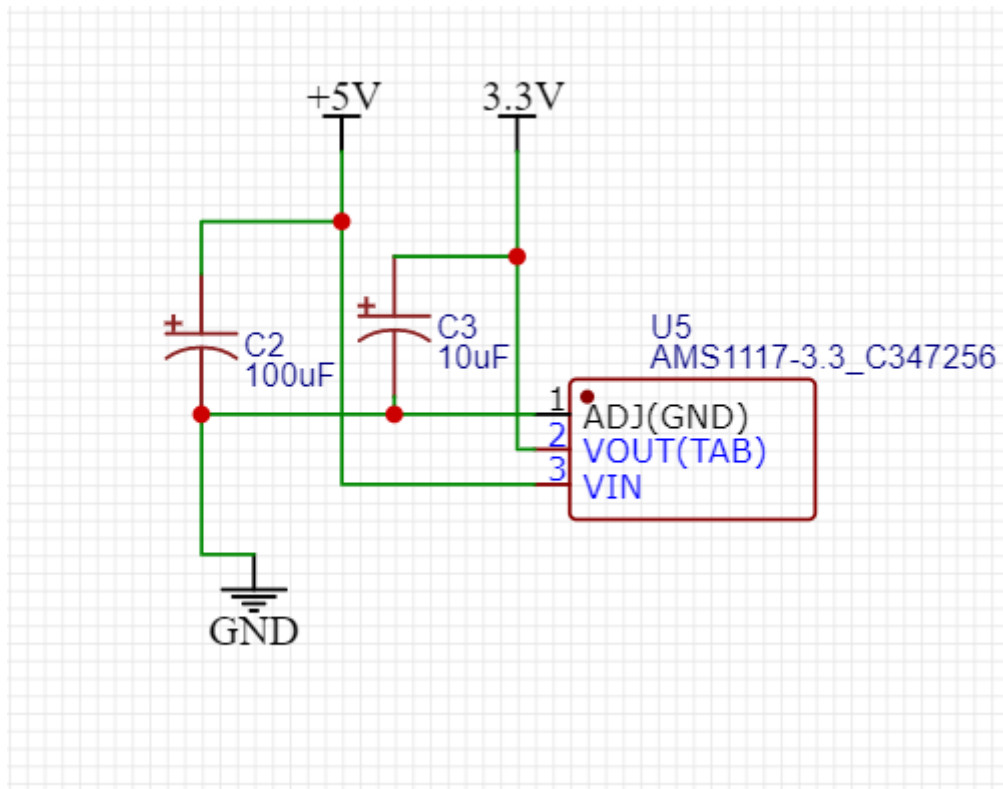 +5V
3.3V
+
C2
100uF
+
C3
10uF
U5
AMS1117-3.3_C347256
1
ADJ(GND)
2
VOUT(TAB)
3
VIN
GND